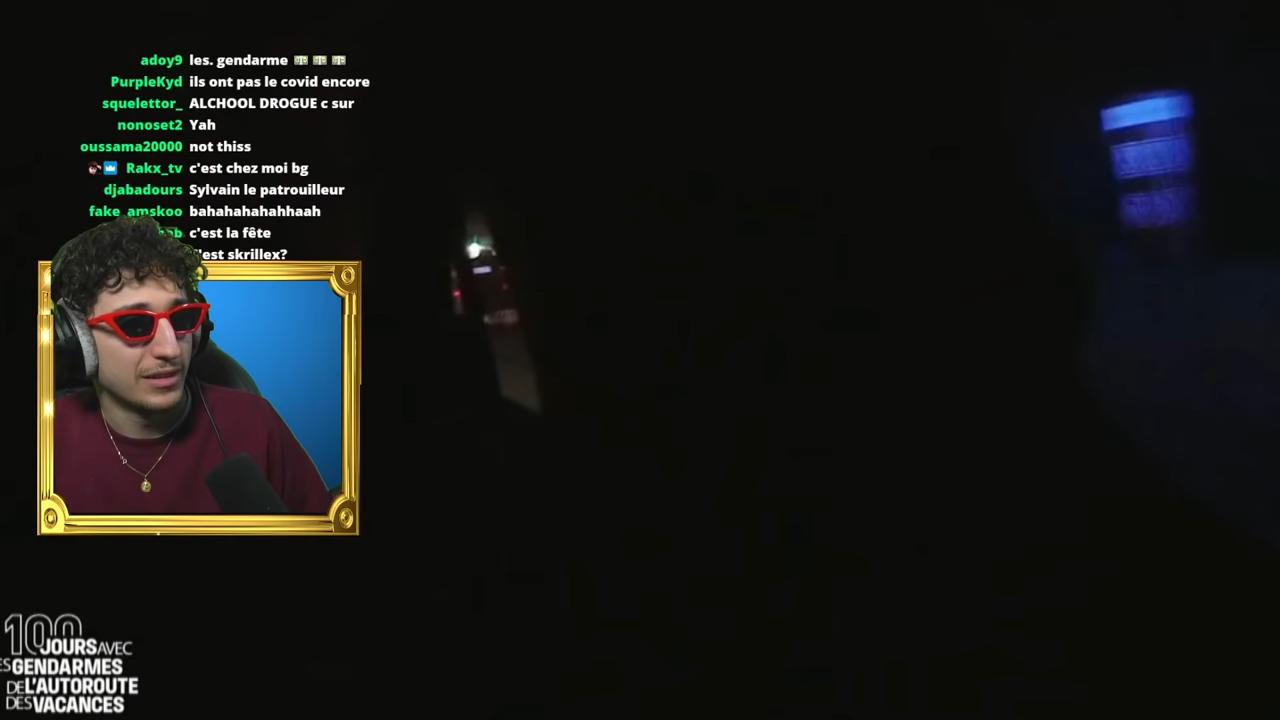 adoy9 les. gendarme
PurpleKyd ils ont pas le covid encore
squelettor_ ALCHOOL DROGUE c sur
nonoset2 Yah
oussama20000 not thiss
Rakx_tv c'est chez moi bg
djabadours Sylvain le patrouilleur
fake_amskoo bahahahahahhaah
c'est la fête
c'est skrillex?
100
JOURS AVEC
LES GENDARMES
DE L'AUTOROUTE
DES VACANCES